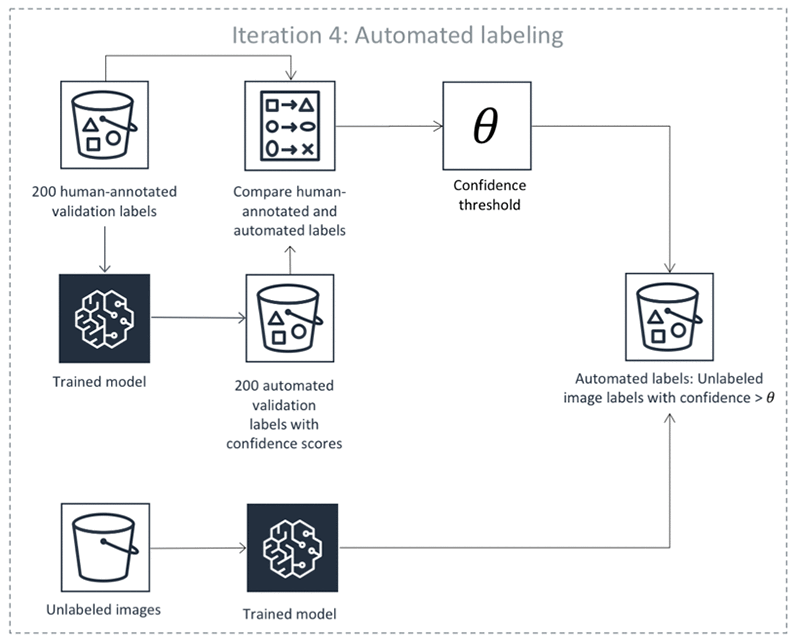 Iteration 4: Automated labeling
θ
200 human-annotated
validation labels
Compare human-
annotated and
automated labels
Confidence
threshold
Trained model
200 automated
validation
labels with
confidence scores
Automated labels: Unlabeled
image labels with confidence > θ
Unlabeled images
Trained model